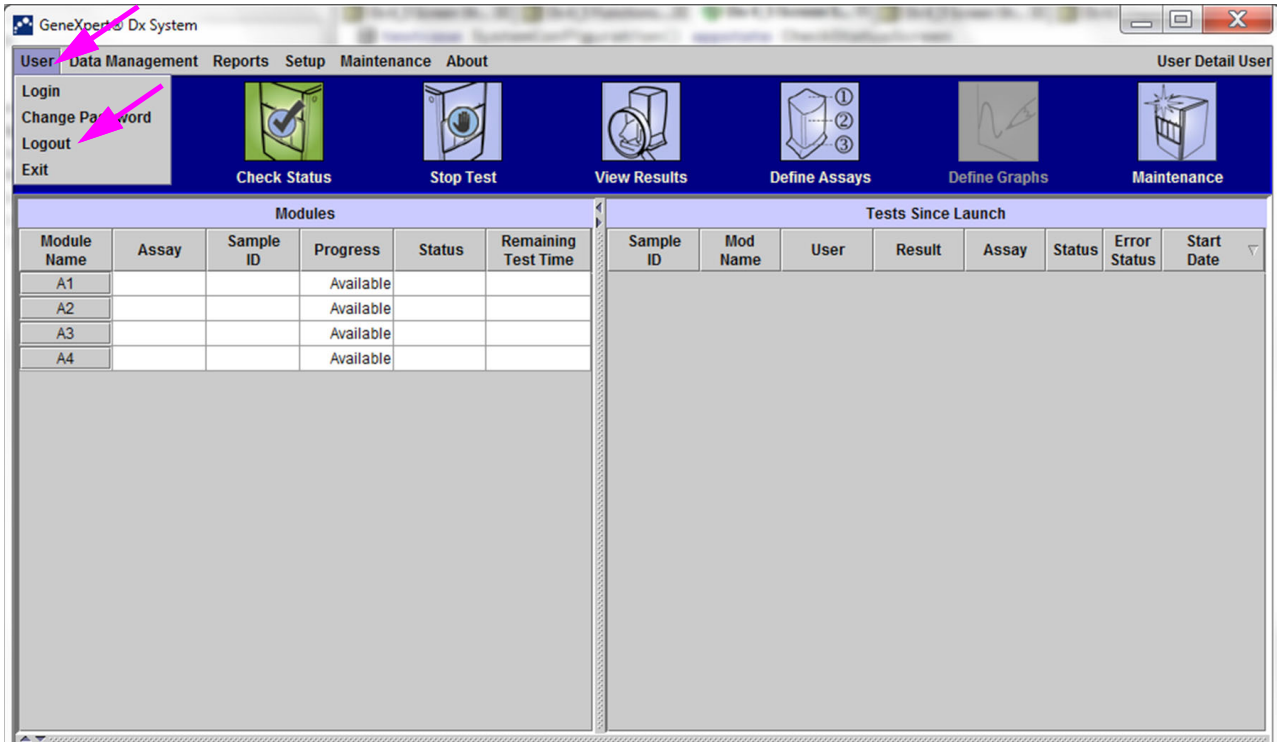 GeneXpert® Dx System
User Data Management Reports Setup Maintenance About User Detail User
Login
Change Password
Logout
Exit
Check Status Stop Test View Results Define Assays Define Graphs Maintenance
① ② ③
Modules
Module Name Assay Sample ID Progress Status Remaining Test Time
A1 Available
A2 Available
A3 Available
A4 Available
Tests Since Launch
Sample ID Mod Name User Result Assay Status Error Status Start Date